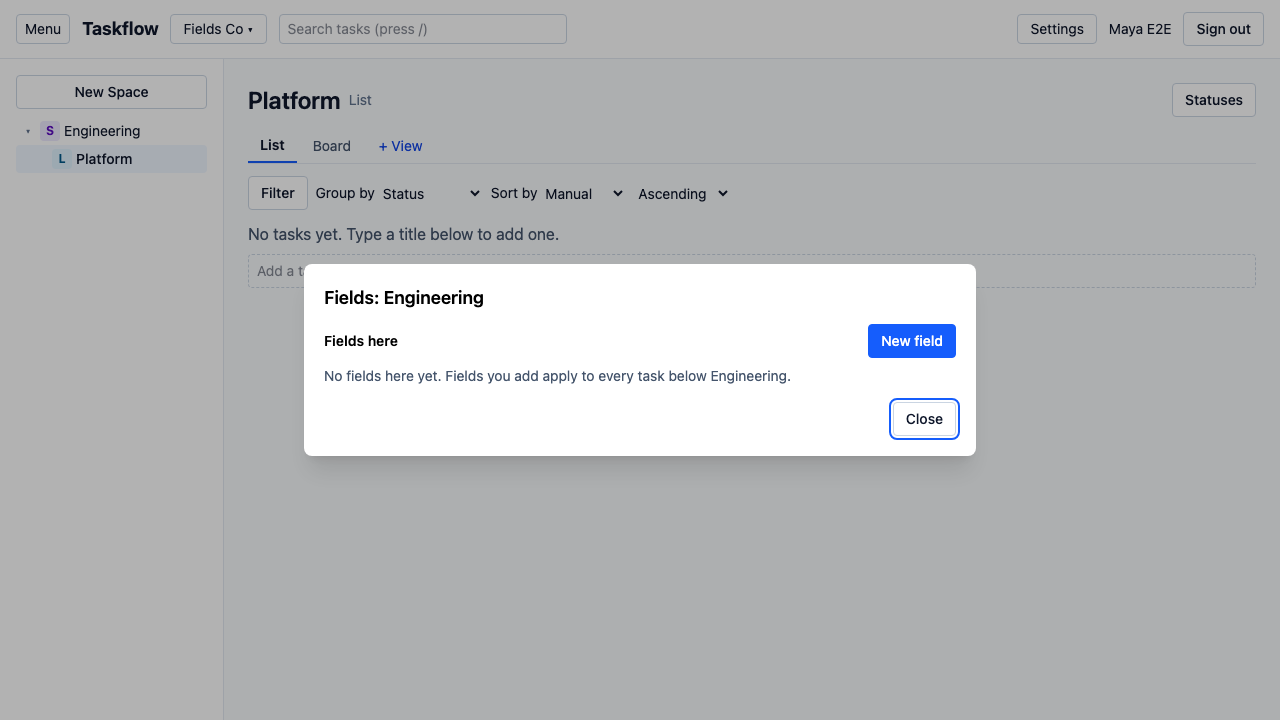 Menu Taskflow Fields Co ▾ Search tasks (press /) Settings Maya E2E Sign out
New Space
▾ S Engineering
L Platform
Platform List Statuses
List Board + View
Filter Group by Status Sort by Manual Ascending
No tasks yet. Type a title below to add one.
Add a t
Fields: Engineering
Fields here New field
No fields here yet. Fields you add apply to every task below Engineering.
Close